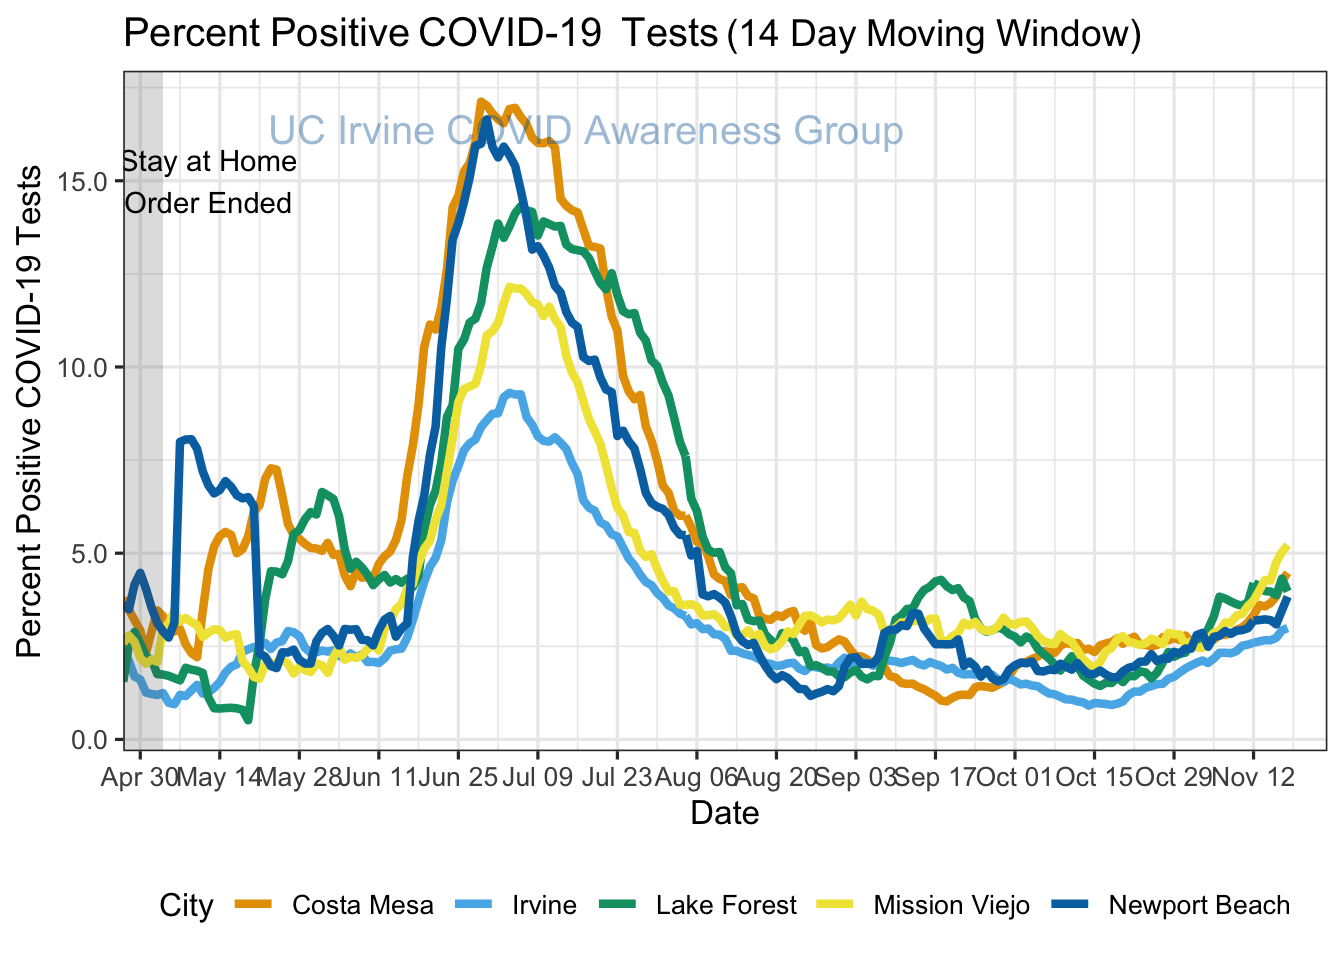 Percent Positive COVID-19 Tests (14 Day Moving Window)
UC Irvine COVID Awareness Group
Stay at Home
Order Ended
Percent Positive COVID-19 Tests
15.0
10.0
5.0
0.0
Apr 30 May 14 May 28 Jun 11 Jun 25 Jul 09 Jul 23 Aug 06 Aug 20 Sep 03 Sep 17 Oct 01 Oct 15 Oct 29 Nov 12
Date
City Costa Mesa Irvine Lake Forest Mission Viejo Newport Beach